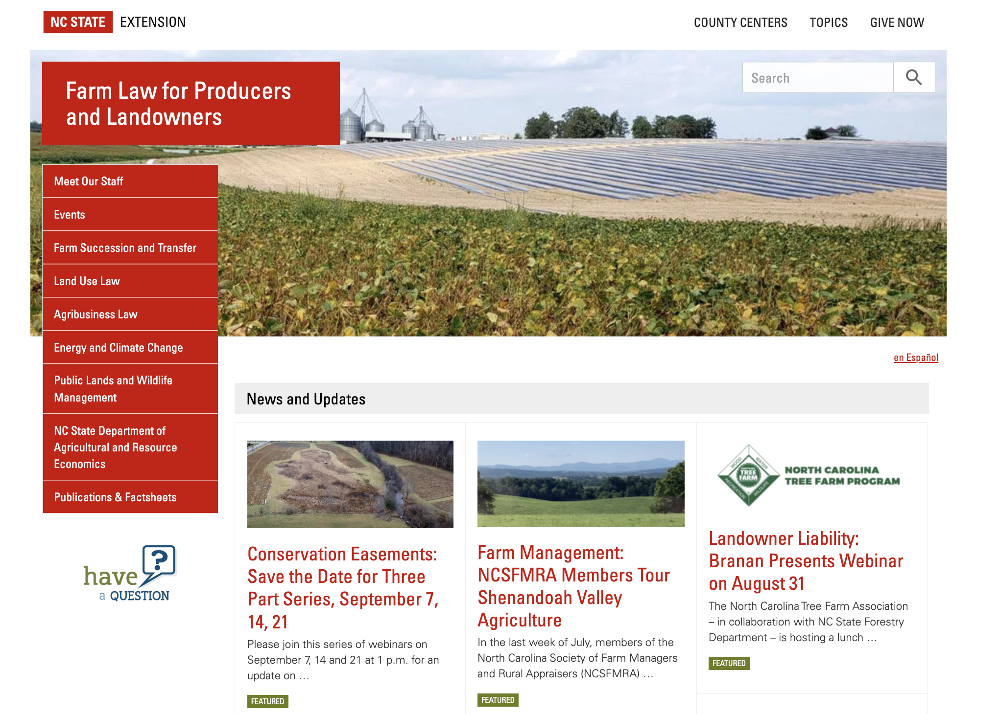 NC STATE EXTENSION
COUNTY CENTERS TOPICS GIVE NOW
Farm Law for Producers
and Landowners
Search
Meet Our Staff
Events
Farm Succession and Transfer
Land Use Law
Agribusiness Law
Energy and Climate Change
Public Lands and Wildlife
Management
NC State Department of
Agricultural and Resource
Economics
Publications & Factsheets
have
a QUESTION
?
en Español
News and Updates
Conservation Easements:
Save the Date for Three
Part Series, September 7,
14, 21
Please join this series of webinars on
September 7, 14 and 21 at 1 p.m. for an
update on …
FEATURED
Farm Management:
NCSFMRA Members Tour
Shenandoah Valley
Agriculture
In the last week of July, members of the
North Carolina Society of Farm Managers
and Rural Appraisers (NCSFMRA) …
FEATURED
WOOD
WATER
CERTIFIED
TREE
FARM
RECREATION
WILDLIFE
NORTH CAROLINA
TREE FARM PROGRAM
Landowner Liability:
Branan Presents Webinar
on August 31
The North Carolina Tree Farm Association
– in collaboration with NC State Forestry
Department – is hosting a lunch …
FEATURED